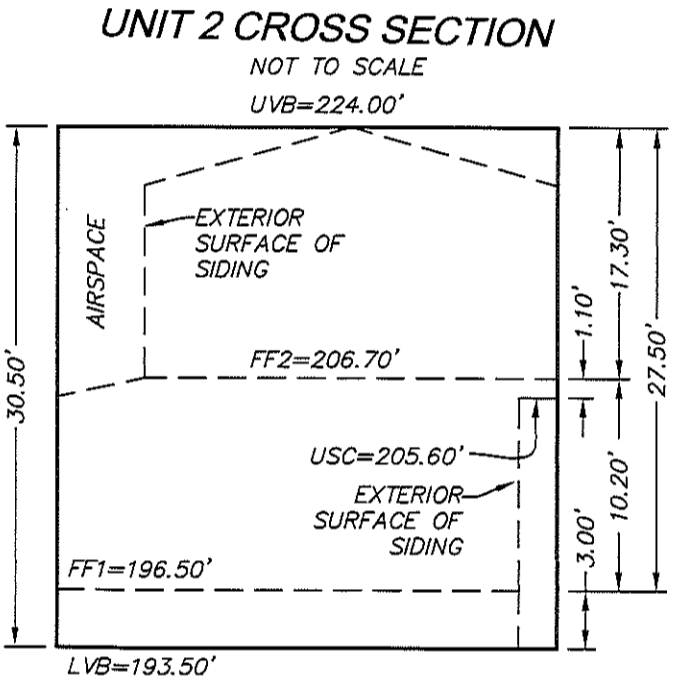 UNIT 2 CROSS SECTION
NOT TO SCALE
UVB=224.00'
AIRSPACE
EXTERIOR
SURFACE OF
SIDING
17.30'
1.10'
27.50'
30.50'
FF2=206.70'
USC=205.60'
EXTERIOR
SURFACE OF
SIDING
10.20'
3.00'
FF1=196.50'
LVB=193.50'